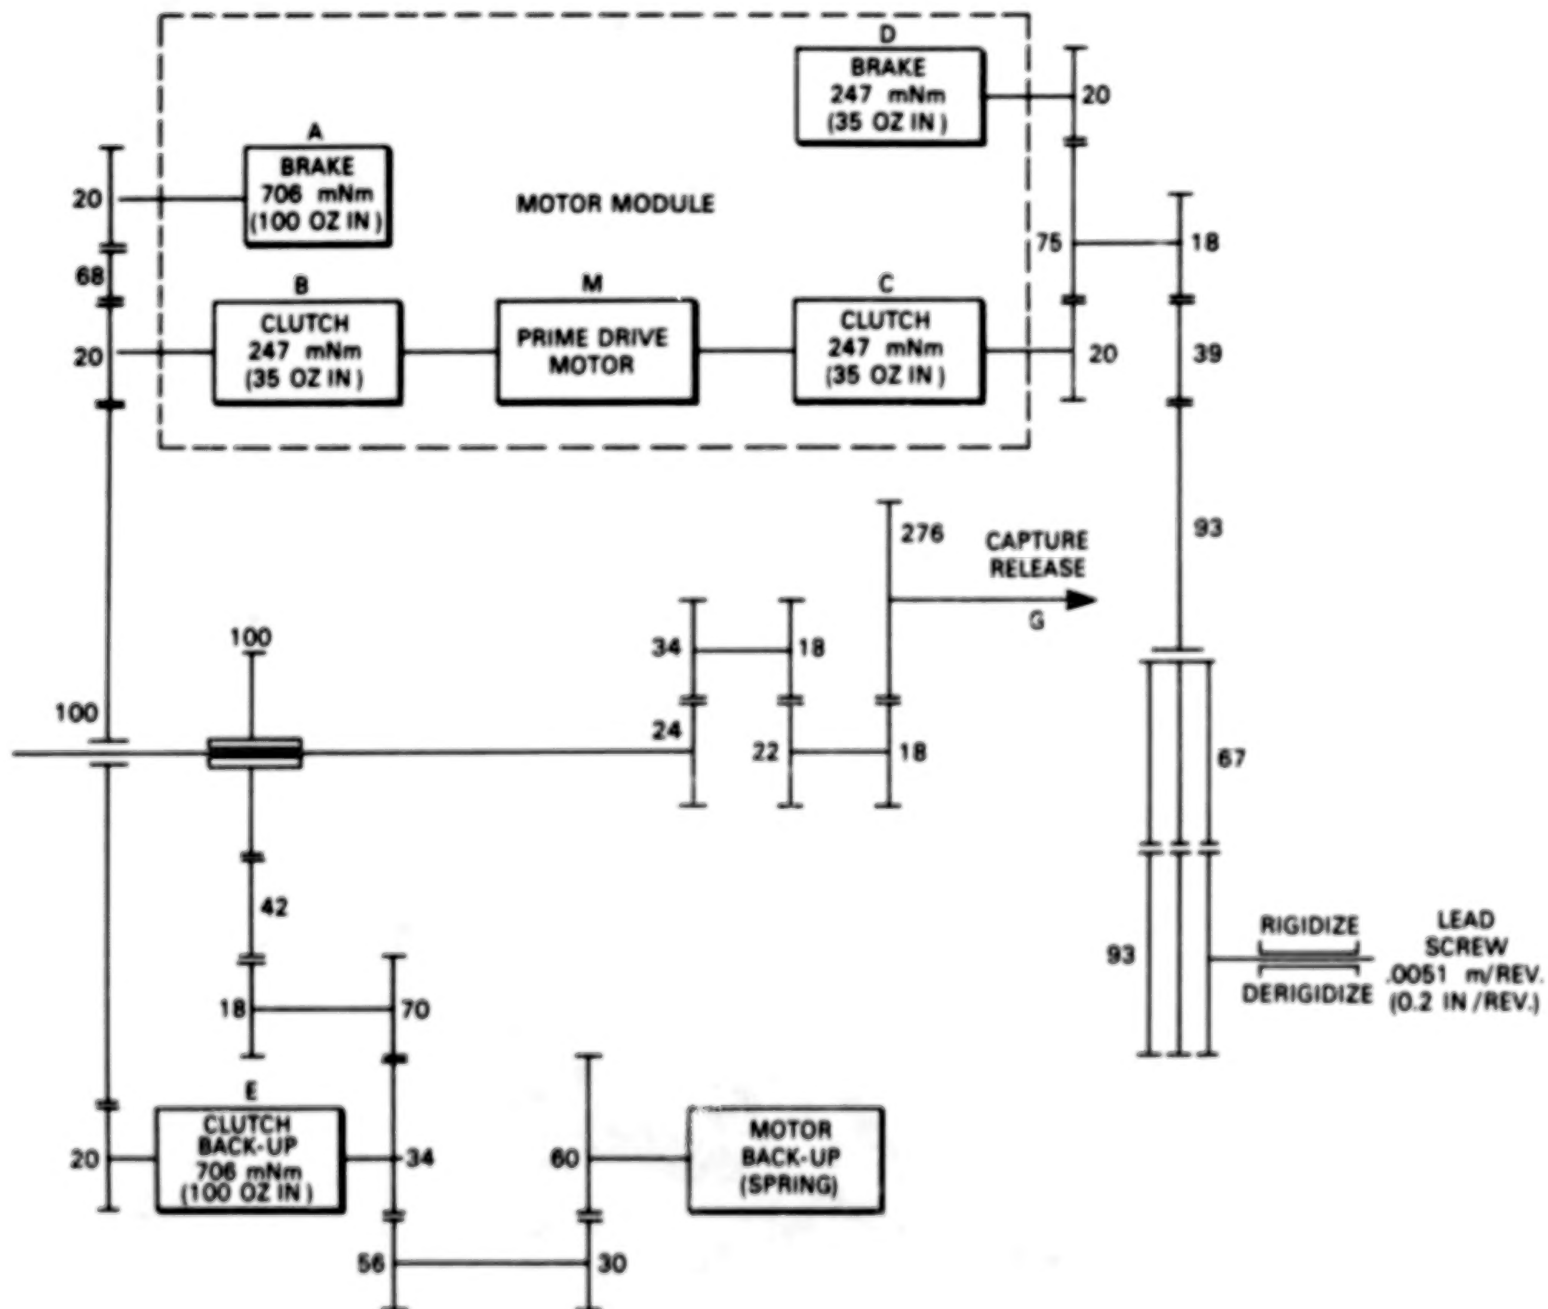 D
BRAKE
247 mNm
(35 OZ IN)
20
A
BRAKE
706 mNm
(100 OZ IN)
20
MOTOR MODULE
75
18
68
B
CLUTCH
247 mNm
(35 OZ IN)
M
PRIME DRIVE
MOTOR
C
CLUTCH
247 mNm
(35 OZ IN)
20
20
39
93
276
CAPTURE
RELEASE
G
100
34
18
100
24
22
18
67
42
93
RIGIDIZE
DERIGIDIZE
LEAD
SCREW
.0051 m/REV.
(0.2 IN/REV.)
18
70
E
CLUTCH
BACK-UP
706 mNm
(100 OZ IN)
20
34
60
MOTOR
BACK-UP
(SPRING)
56
30